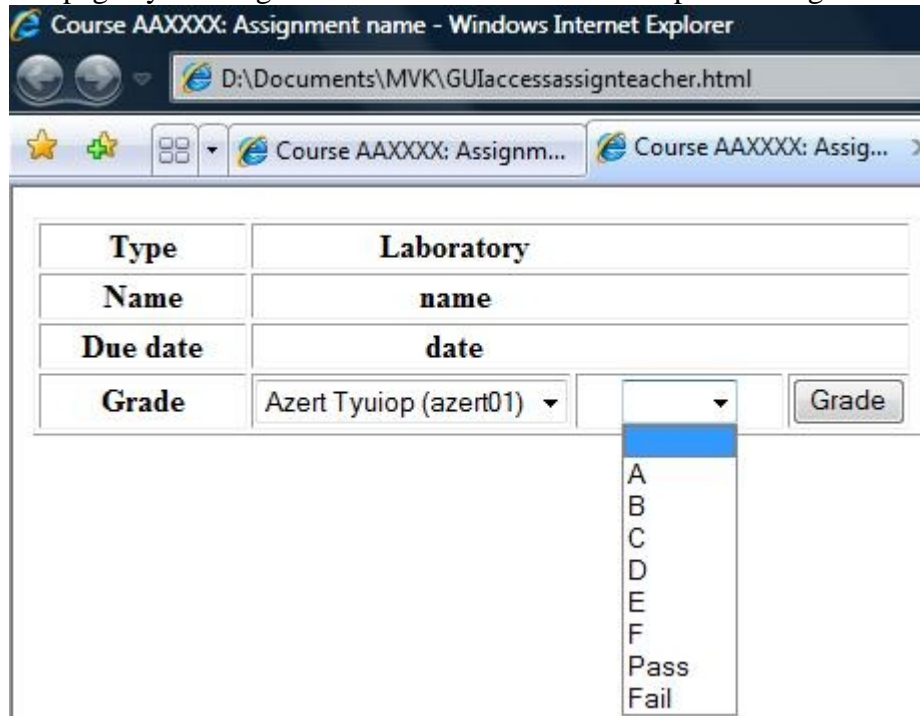 Course AAXXXX: Assignment name - Windows Internet Explorer
D:\Documents\MVK\GUIaccessassignteacher.html
Course AAXXXX: Assignm... Course AAXXXX: Assig...
Type Laboratory
Name name
Due date date
Grade Azert Tyuiop (azert01) Grade
A
B
C
D
E
F
Pass
Fail